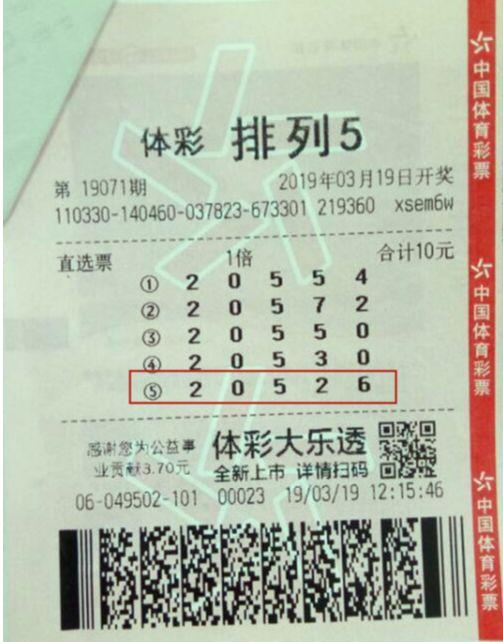 体彩 排列5
第 19071期 2019年03月19日开奖
110330-140460-037823-673301 219360 xsem6w
直选票 1倍 合计10元
① 2 0 5 5 4
② 2 0 5 7 2
③ 2 0 5 5 0
④ 2 0 5 3 0
⑤ 2 0 5 2 6
感谢您为公益事
业贡献3.70元
体彩大乐透
全新上市 详情扫码
06-049502-101 00023 19/03/19 12:15:46
中国体育彩票
中国体育彩票
中国体育彩票